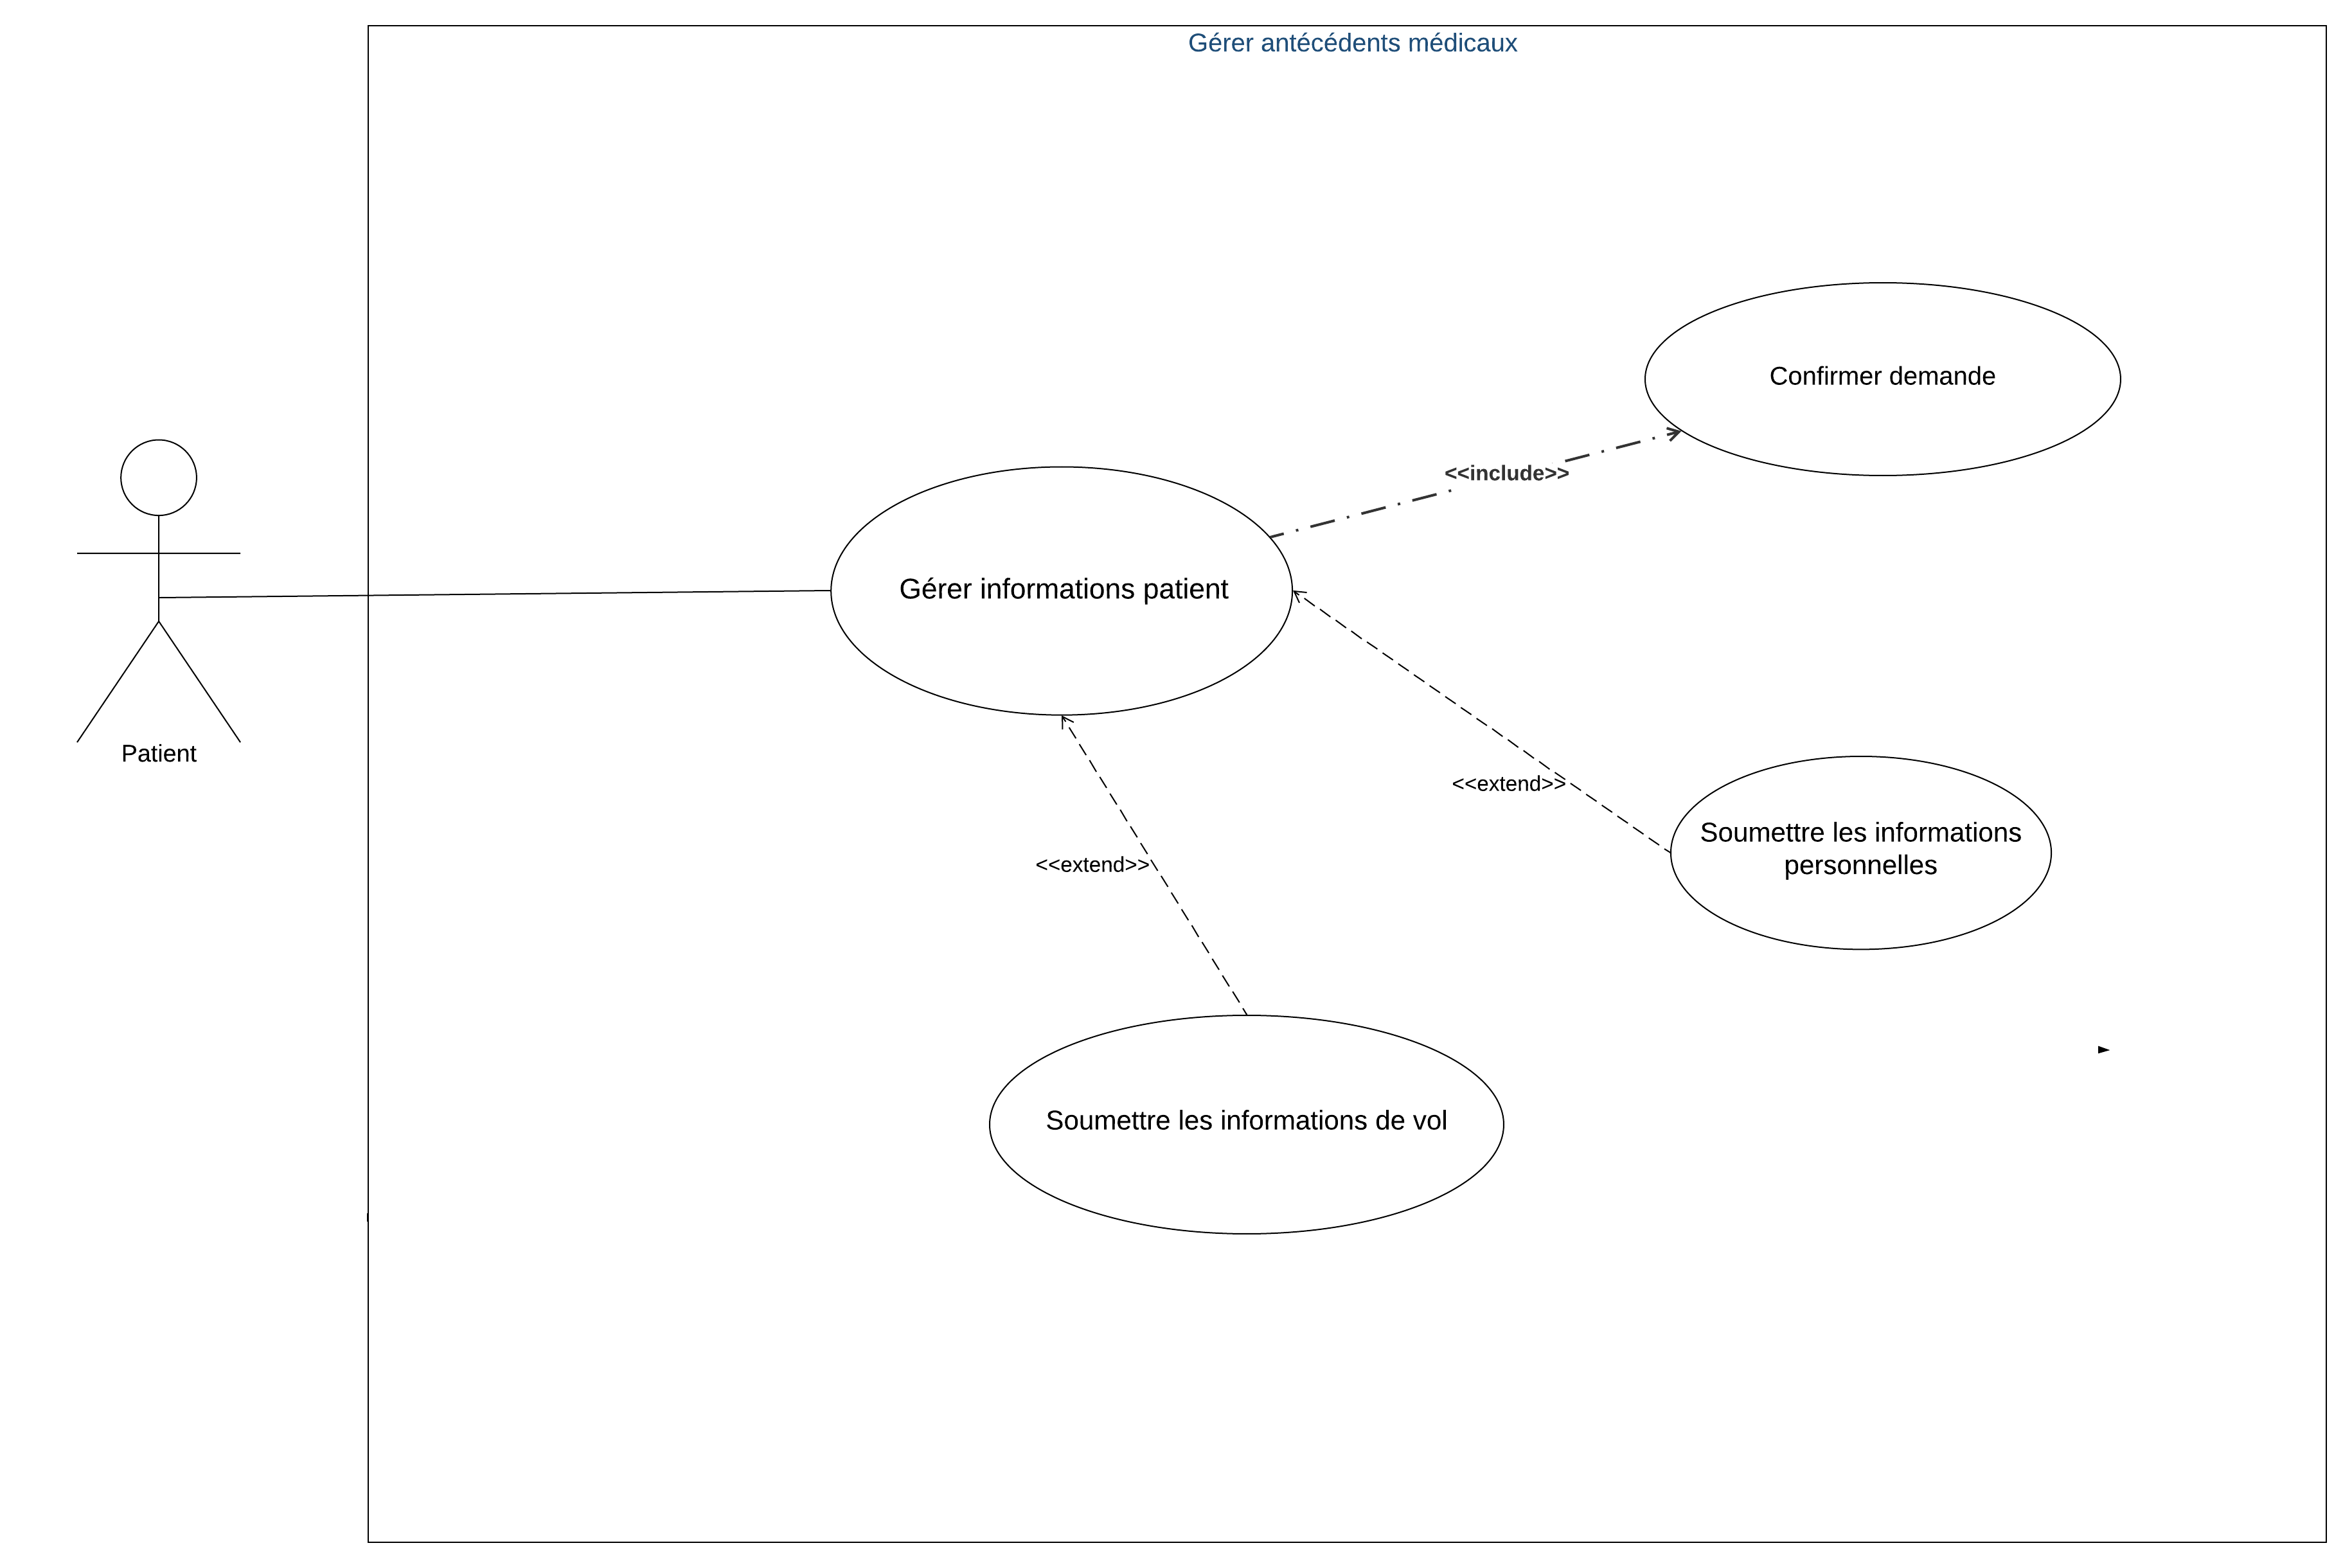 Gérer antécédents médicaux
Confirmer demande
<<include>>
Gérer informations patient
Patient
<<extend>>
Soumettre les informations
personnelles
<<extend>>
Soumettre les informations de vol